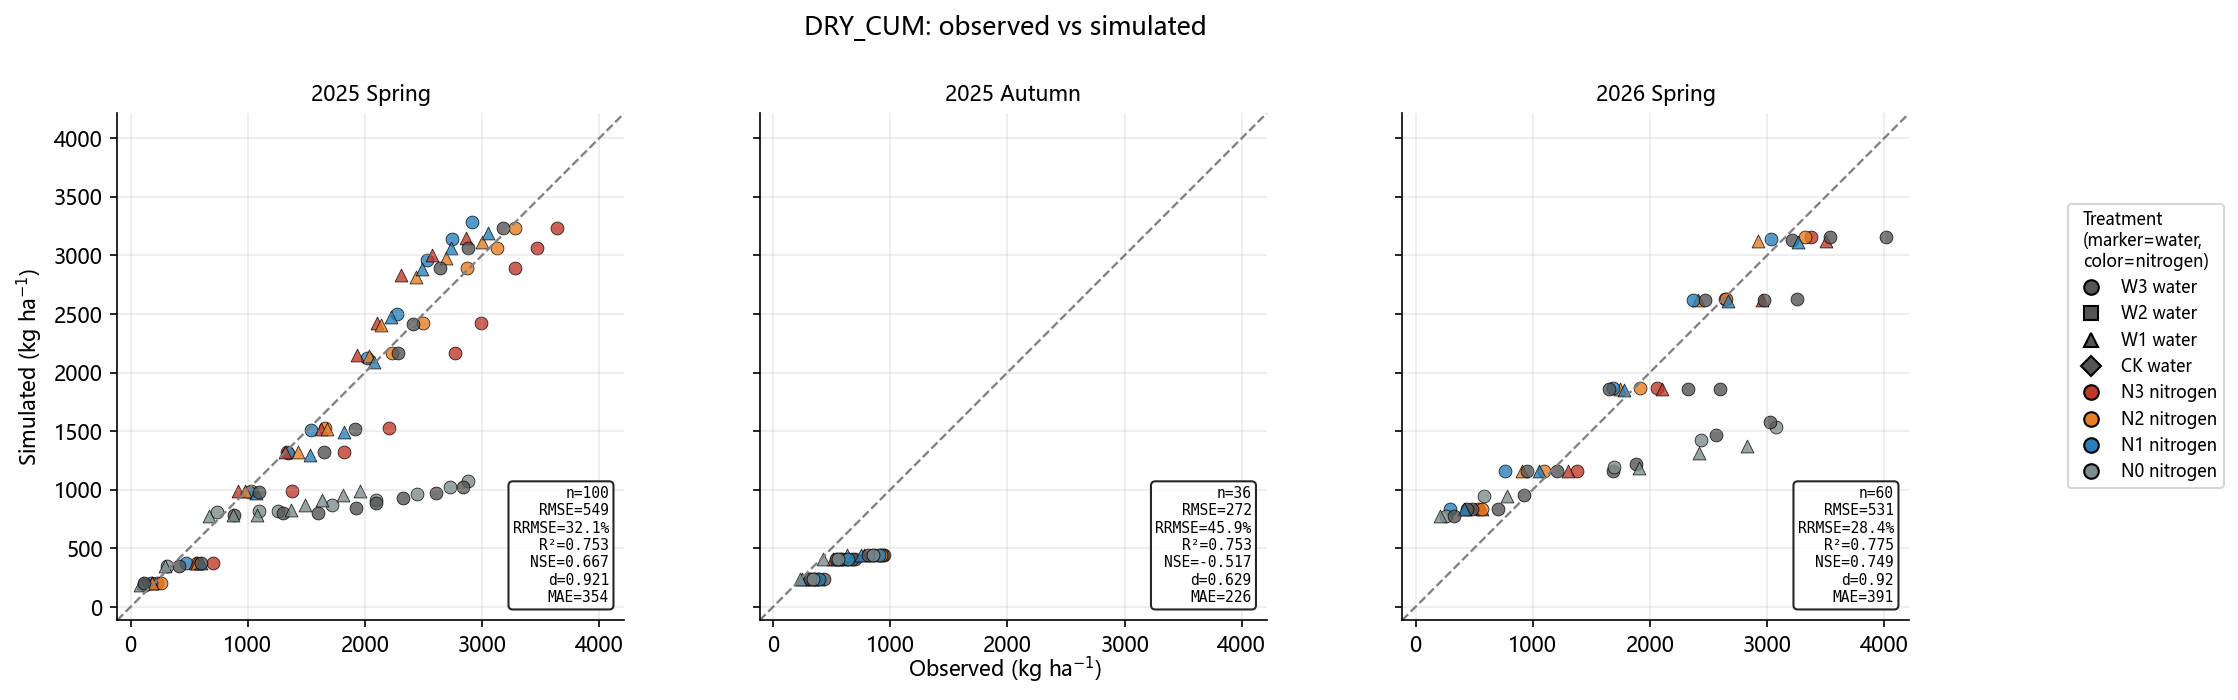 DRY_CUM: observed vs simulated
2025 Spring
2025 Autumn
2026 Spring
Simulated (kg ha⁻¹)
4000
3500
3000
2500
2000
1500
1000
500
0
0 1000 2000 3000 4000
n=100
RMSE=549
RRMSE=32.1%
R²=0.753
NSE=0.667
d=0.921
MAE=354
0 1000 2000 3000 4000
n=36
RMSE=272
RRMSE=45.9%
R²=0.753
NSE=-0.517
d=0.629
MAE=226
0 1000 2000 3000 4000
n=60
RMSE=531
RRMSE=28.4%
R²=0.775
NSE=0.749
d=0.92
MAE=391
Observed (kg ha⁻¹)
Treatment
(marker=water,
color=nitrogen)
W3 water
W2 water
W1 water
CK water
N3 nitrogen
N2 nitrogen
N1 nitrogen
N0 nitrogen